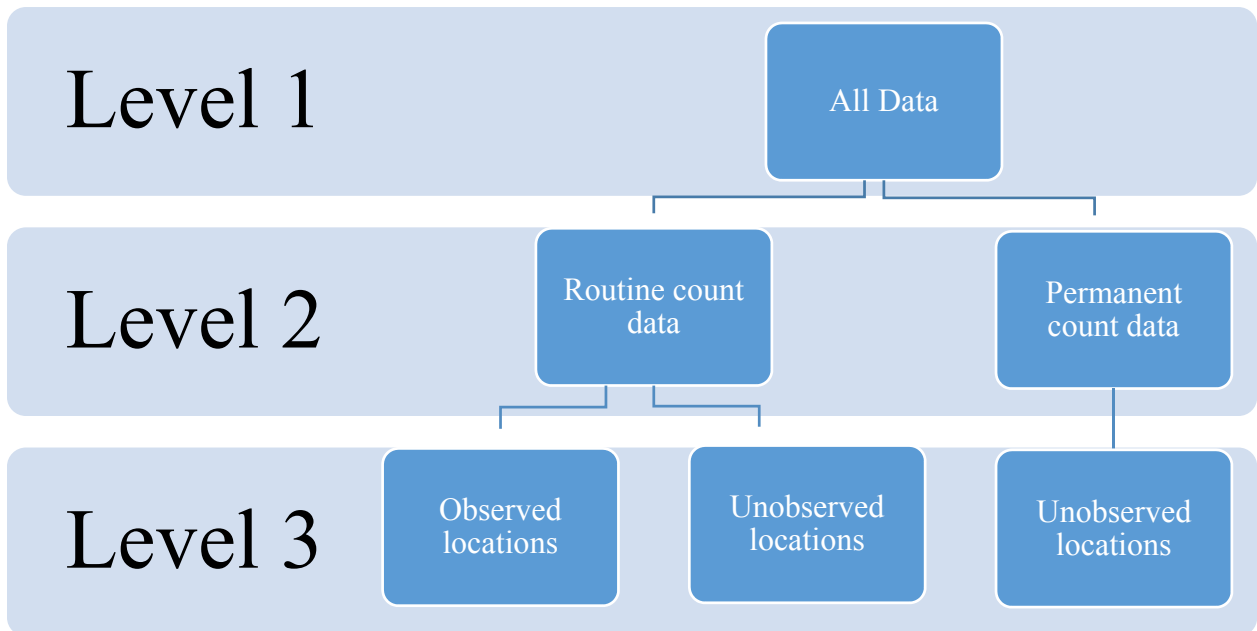 Level 1
All Data
Level 2
Routine count
data
Permanent
count data
Level 3
Observed
locations
Unobserved
locations
Unobserved
locations